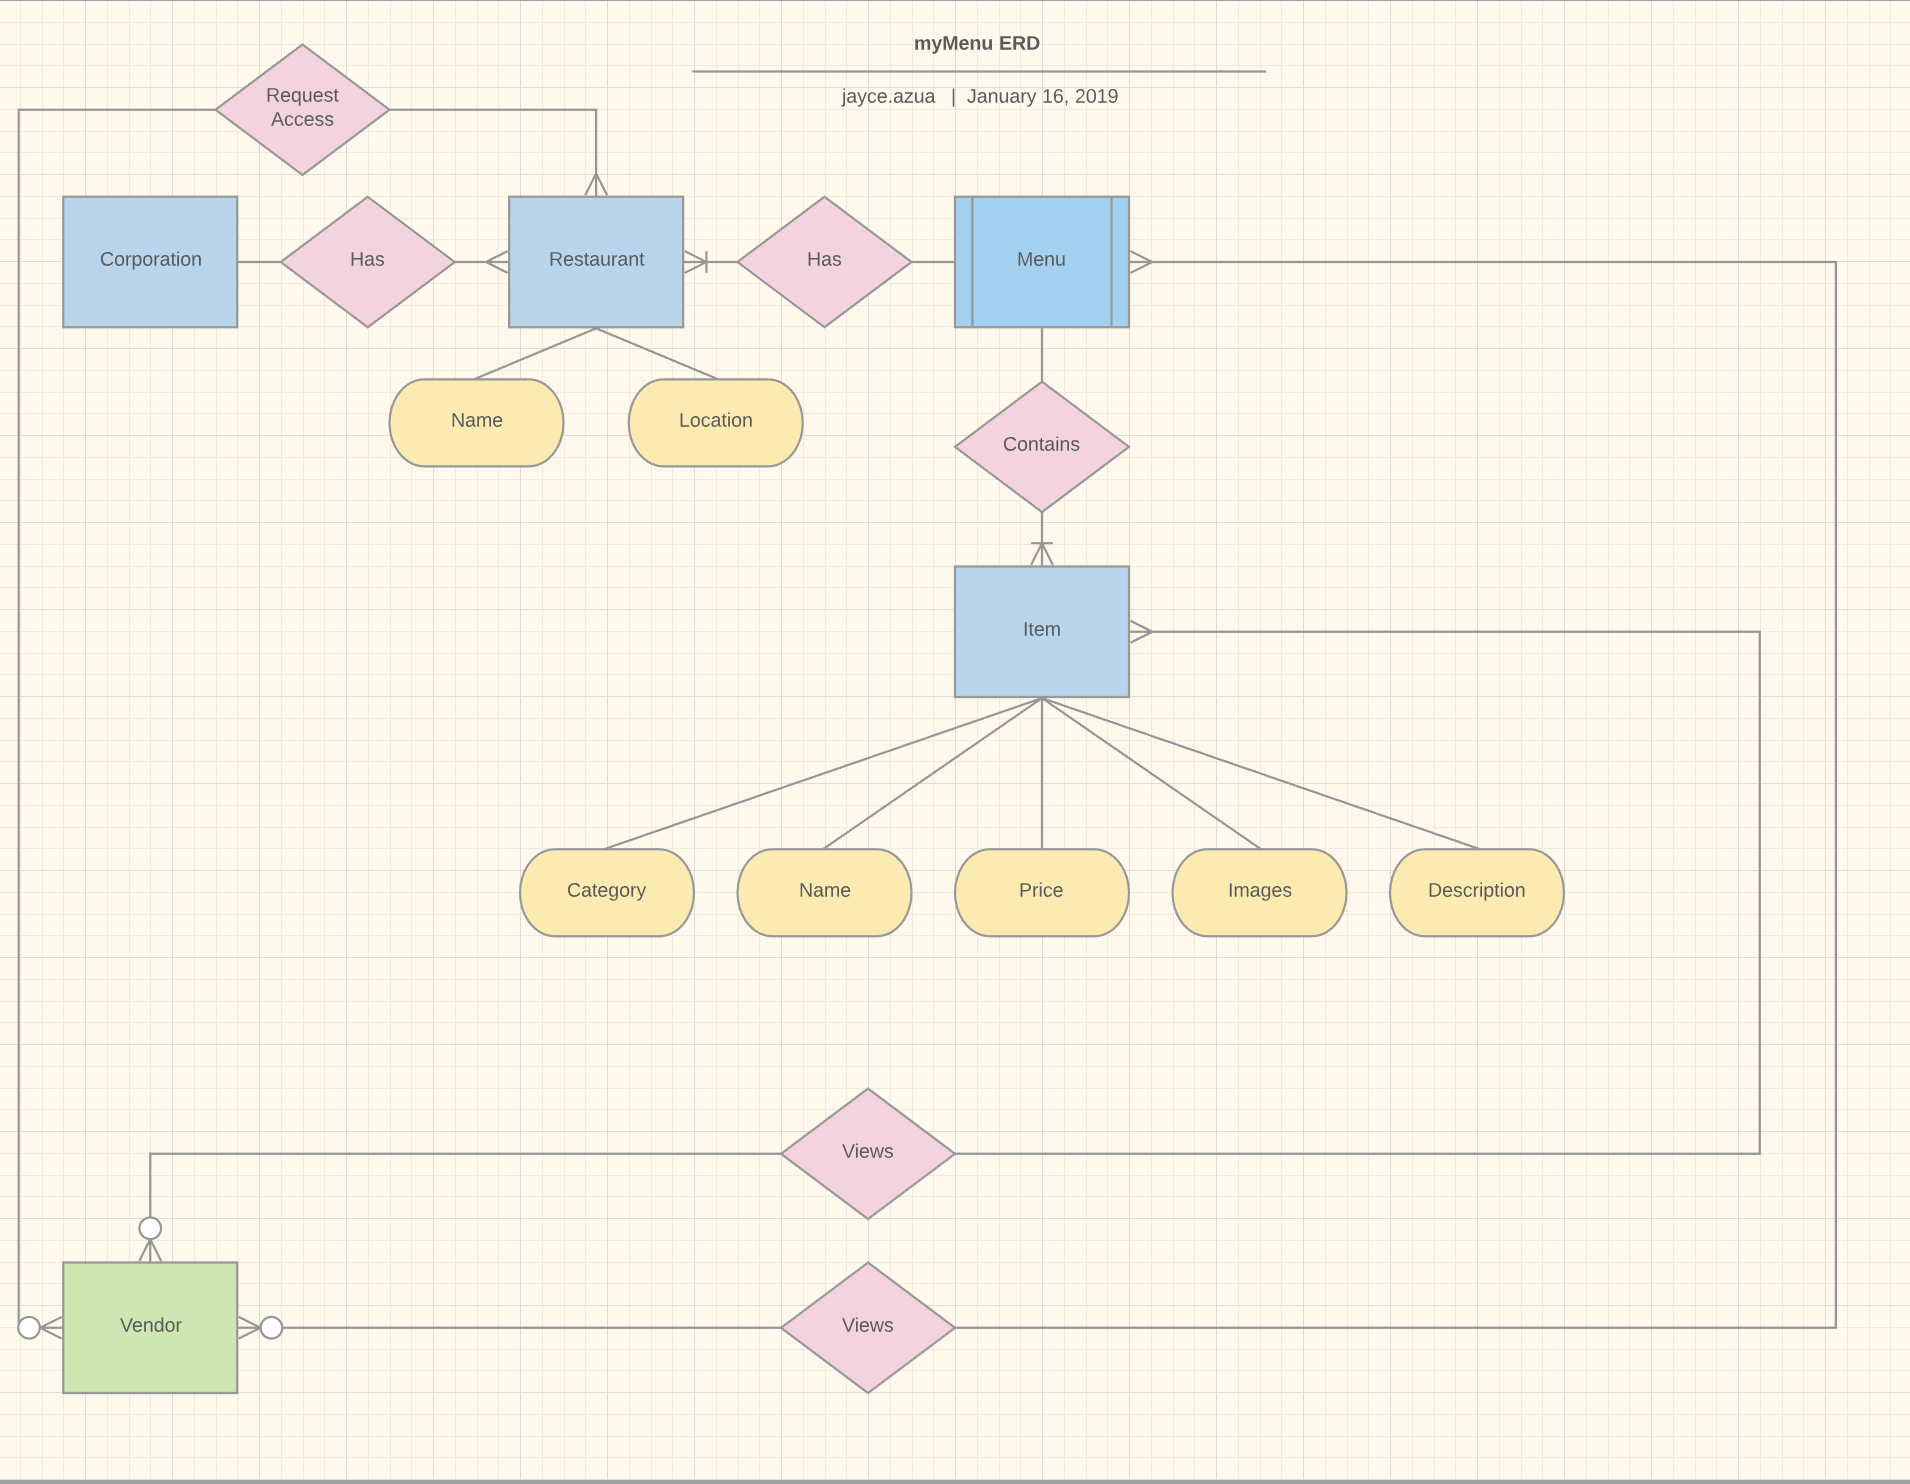 myMenu ERD
jayce.azua | January 16, 2019
Request
Access
Corporation
Has
Restaurant
Has
Menu
Name
Location
Contains
Item
Category
Name
Price
Images
Description
Views
Vendor
Views